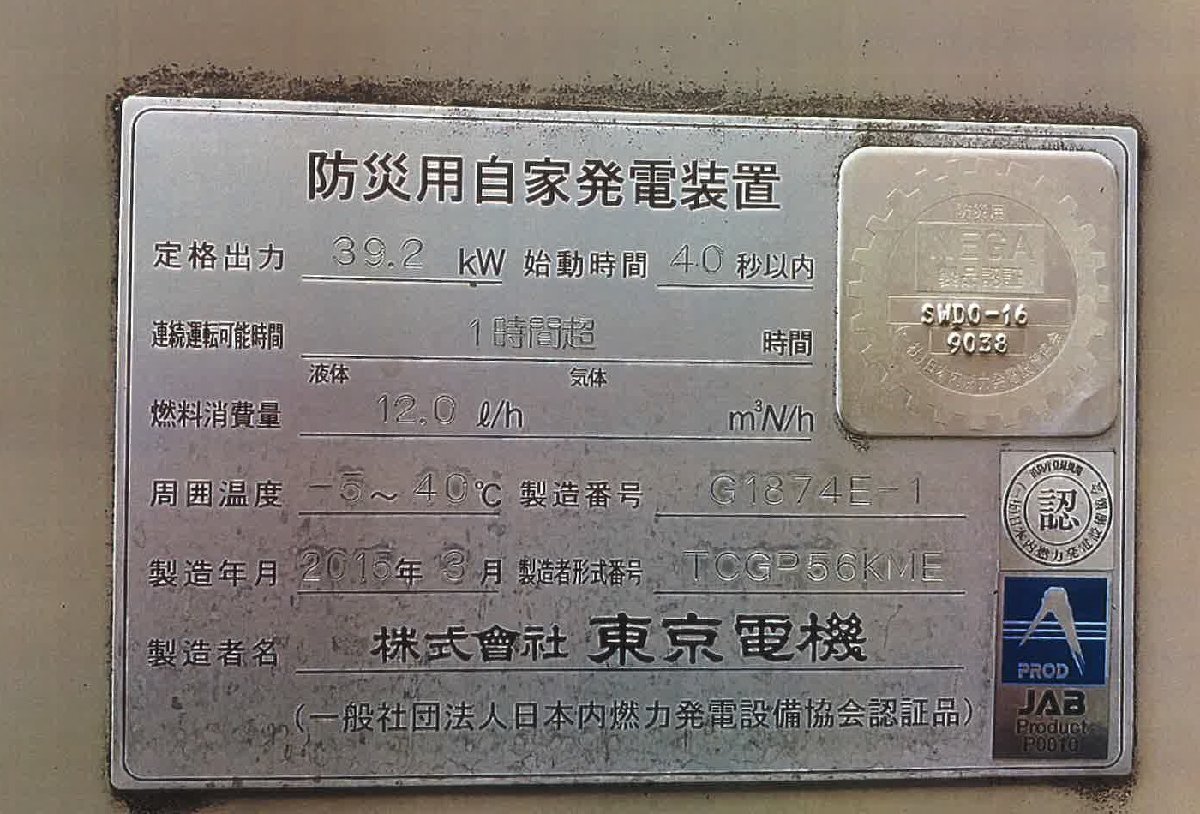 防災用自家発電装置
定格出力 39.2 kW 始動時間 40 秒以内
連続運転可能時間 1時間超 時間
液体 気体
燃料消費量 12.0 ℓ/h m³N/h
周囲温度 -5～40℃ 製造番号 G1874E-1
製造年月 2015年 3月 製造者形式番号 TCGP56KME
製造者名 株式會社 東京電機
(一般社団法人日本内燃力発電設備協会認証品)
防災用
NEGA
製品認証
SWDO-16
9038
認
PROD
JAB
Product
P0010